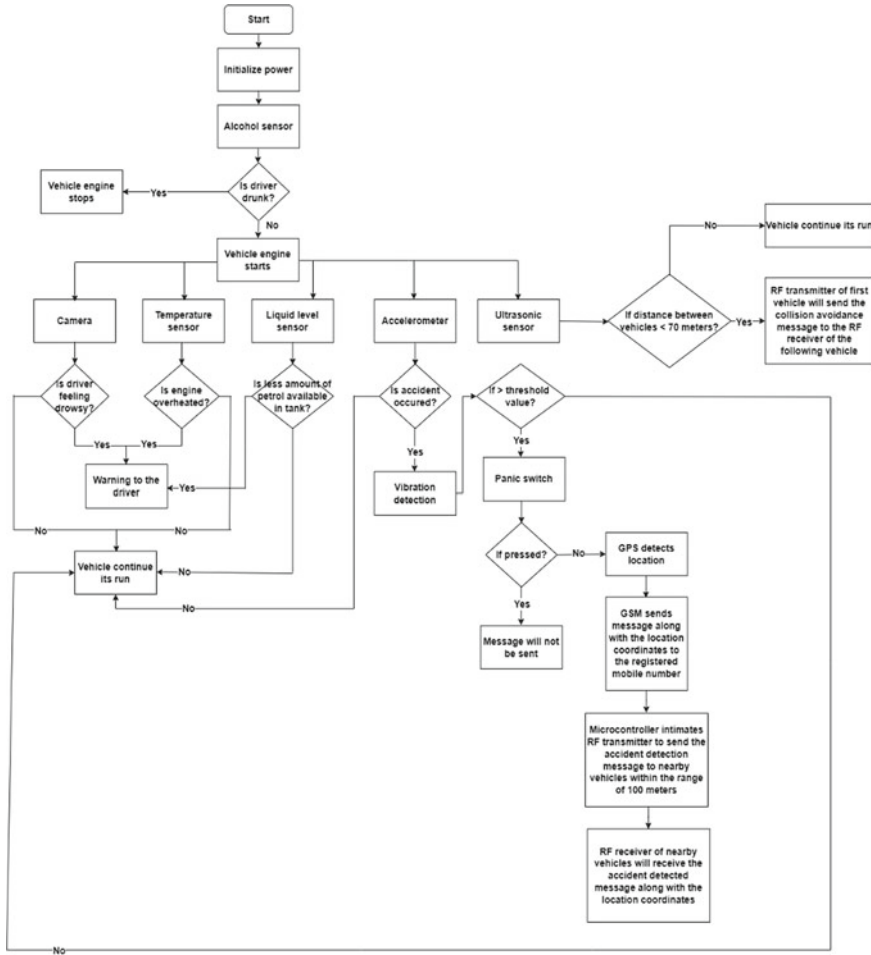 Start
Initialize power
Alcohol sensor
Is driver
drunk?
Yes
Vehicle engine
stops
No
Vehicle engine
starts
No
Vehicle continue its run
If distance between
vehicles < 70 meters?
Yes
RF transmitter of first
vehicle will send the
collision avoidance
message to the RF
receiver of the
following vehicle
Camera
Temperature
sensor
Liquid level
sensor
Accelerometer
Ultrasonic
sensor
Is driver
feeling
drowsy?
Is engine
overheated?
Is less amount of
petrol available
in tank?
Is accident
occured?
If > threshold
value?
Yes
Yes
Yes
Yes
Warning to the
driver
Yes
Vibration
detection
Panic switch
No
No
Vehicle continue
its run
No
No
If pressed?
No
GPS detects
location
Yes
Message will not
be sent
GSM sends
message along
with the location
coordinates to
the registered
mobile number
Microcontroller intimates
RF transmitter to send the
accident detection
message to nearby
vehicles within the range
of 100 meters
RF receiver of nearby
vehicles will receive the
accident detected
message along with the
location coordinates
No